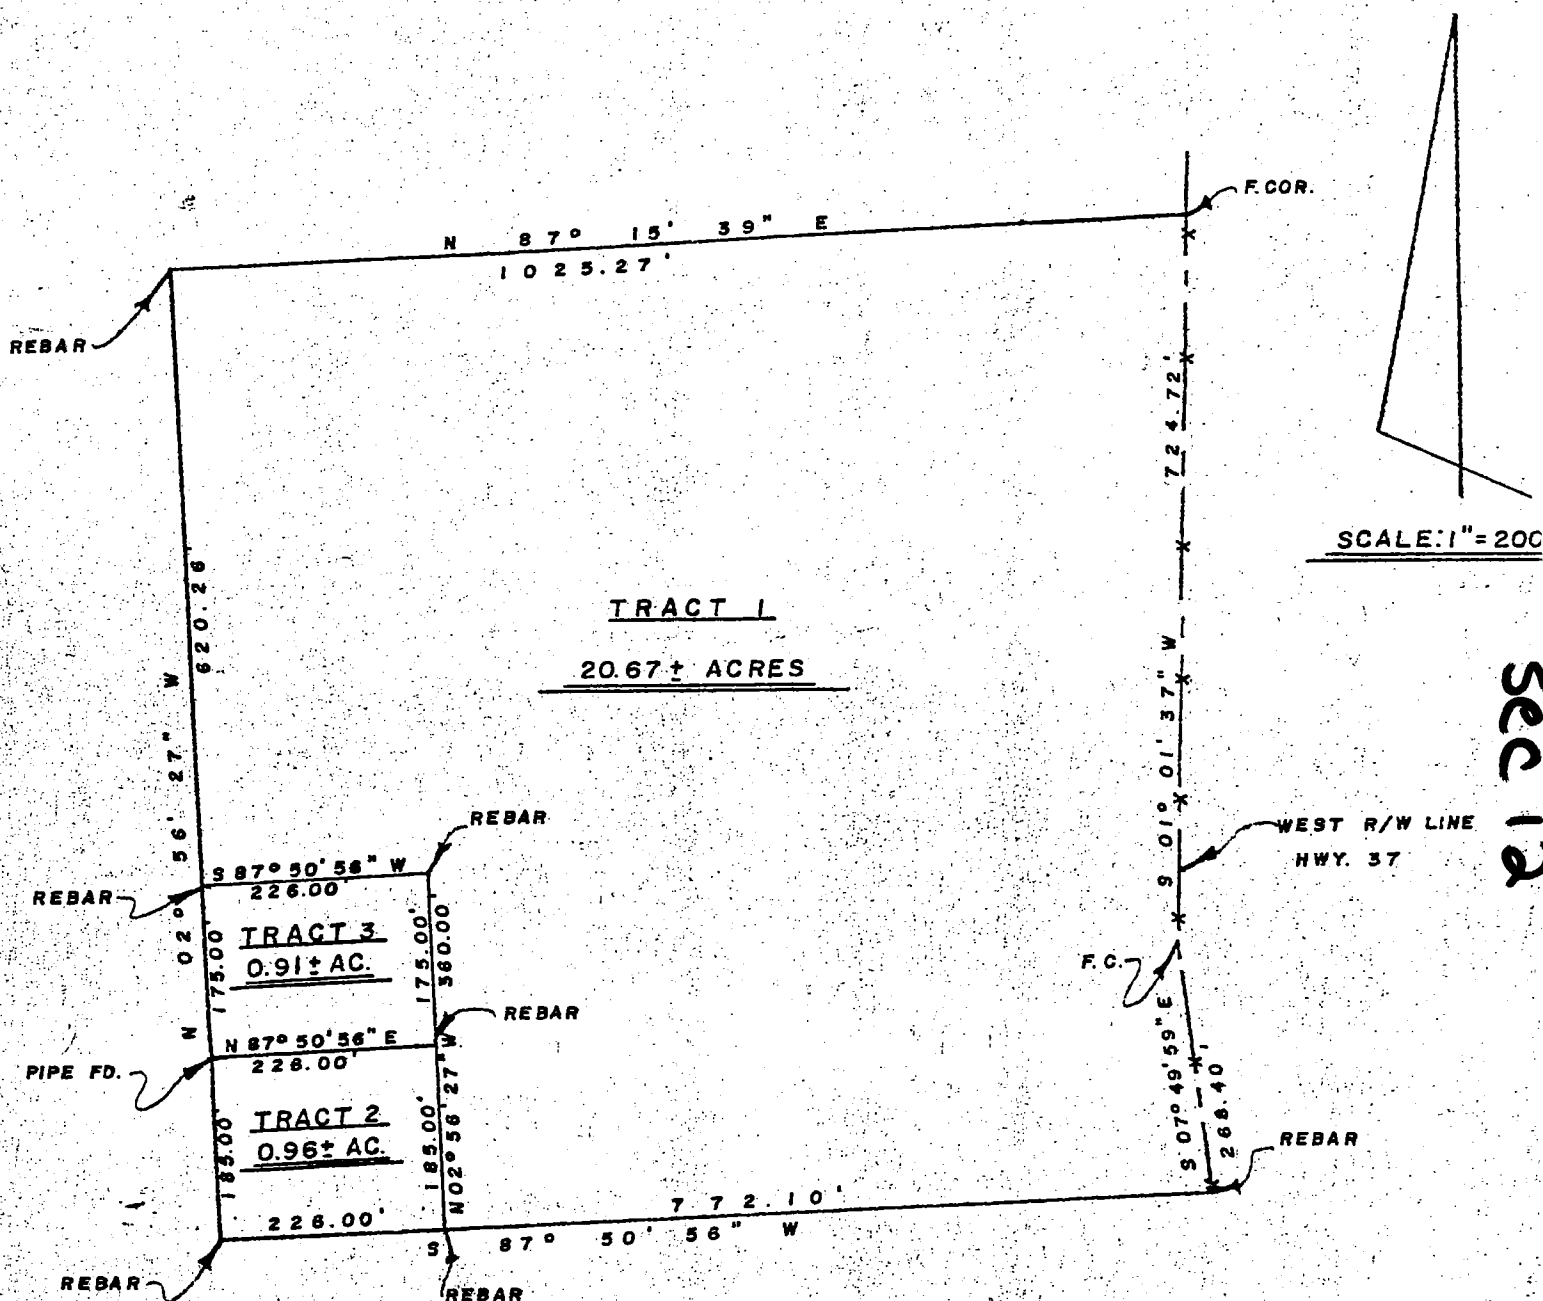 F. COR.
N 87° 15' 39" E
1025.27'
REBAR
724.72'
SCALE: 1" = 200
620.26'
TRACT 1
20.67 ± ACRES
N 02° 56' 27" W
S 01° 01' 37" W
sec 12
WEST R/W LINE
HWY. 37
REBAR
S 87° 50' 56" W
226.00'
REBAR
TRACT 3
0.91 ± AC.
175.00'
175.00'
360.00'
F. C.
REBAR
N 87° 50' 56" E
226.00'
PIPE FD.
S 07° 49' 59" E
268.40'
TRACT 2
0.96 ± AC.
185.00'
185.00'
N 02° 56' 27" W
REBAR
226.00'
772.10'
S 87° 50' 56" W
REBAR
REBAR